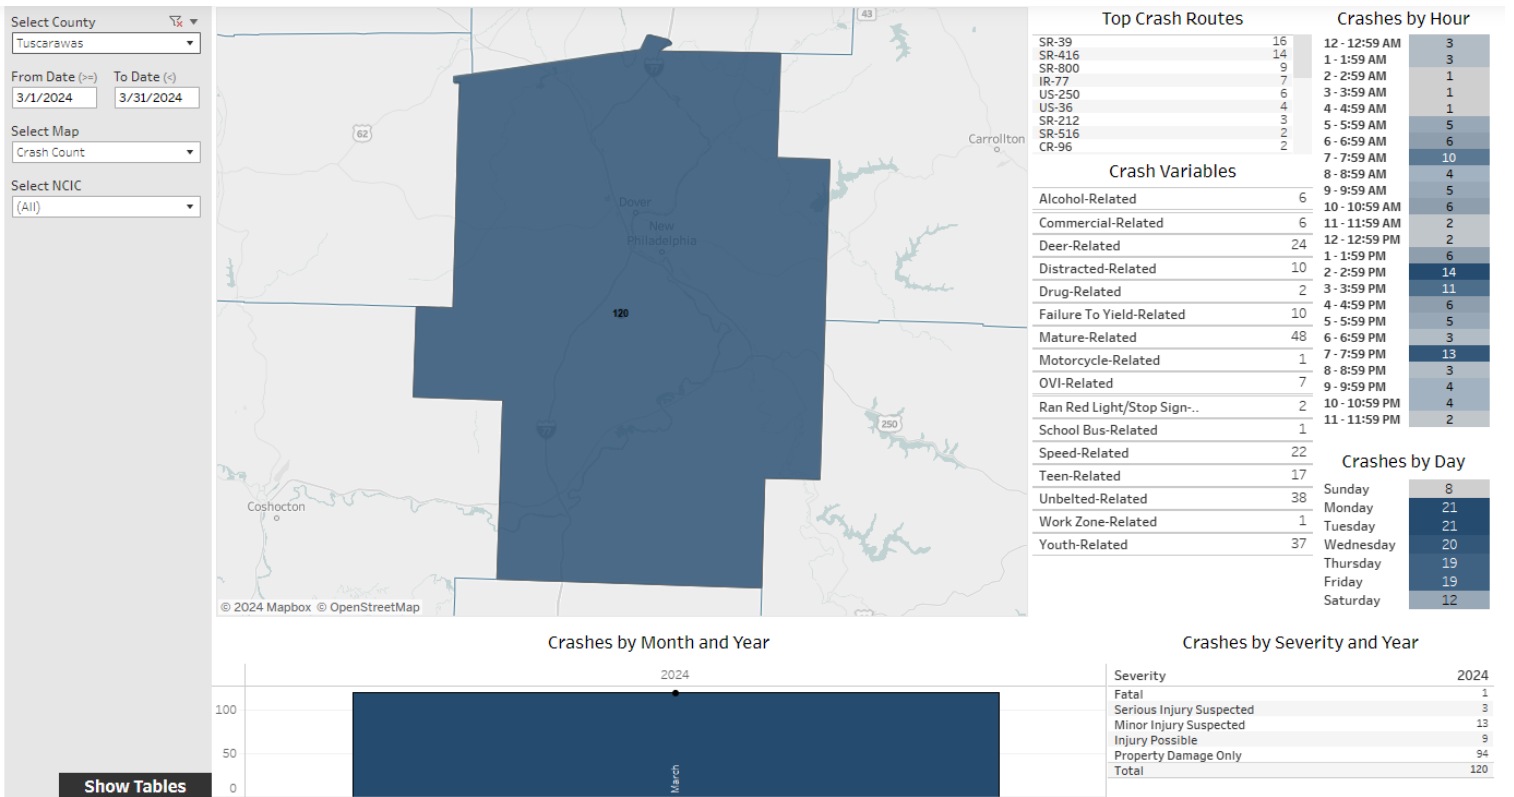 Select County
Tuscarawas
From Date (>=) To Date (<)
3/1/2024 3/31/2024
Select Map
Crash Count
Select NCIC
(All)
Show Tables
43
77
62
Carrollton
Dover
New
Philadelphia
120
77
250
Coshocton
© 2024 Mapbox © OpenStreetMap
Top Crash Routes
SR-39 16
SR-416 14
SR-800 9
IR-77 7
US-250 6
US-36 4
SR-212 3
SR-516 2
CR-96 2
Crash Variables
Alcohol-Related 6
Commercial-Related 6
Deer-Related 24
Distracted-Related 10
Drug-Related 2
Failure To Yield-Related 10
Mature-Related 48
Motorcycle-Related 1
OVI-Related 7
Ran Red Light/Stop Sign-.. 2
School Bus-Related 1
Speed-Related 22
Teen-Related 17
Unbelted-Related 38
Work Zone-Related 1
Youth-Related 37
Crashes by Hour
12 - 12:59 AM 3
1 - 1:59 AM 3
2 - 2:59 AM 1
3 - 3:59 AM 1
4 - 4:59 AM 1
5 - 5:59 AM 5
6 - 6:59 AM 6
7 - 7:59 AM 10
8 - 8:59 AM 4
9 - 9:59 AM 5
10 - 10:59 AM 6
11 - 11:59 AM 2
12 - 12:59 PM 2
1 - 1:59 PM 6
2 - 2:59 PM 14
3 - 3:59 PM 11
4 - 4:59 PM 6
5 - 5:59 PM 5
6 - 6:59 PM 3
7 - 7:59 PM 13
8 - 8:59 PM 3
9 - 9:59 PM 4
10 - 10:59 PM 4
11 - 11:59 PM 2
Crashes by Day
Sunday 8
Monday 21
Tuesday 21
Wednesday 20
Thursday 19
Friday 19
Saturday 12
Crashes by Month and Year
2024
100
50
0
March
Crashes by Severity and Year
Severity 2024
Fatal 1
Serious Injury Suspected 3
Minor Injury Suspected 13
Injury Possible 9
Property Damage Only 94
Total 120